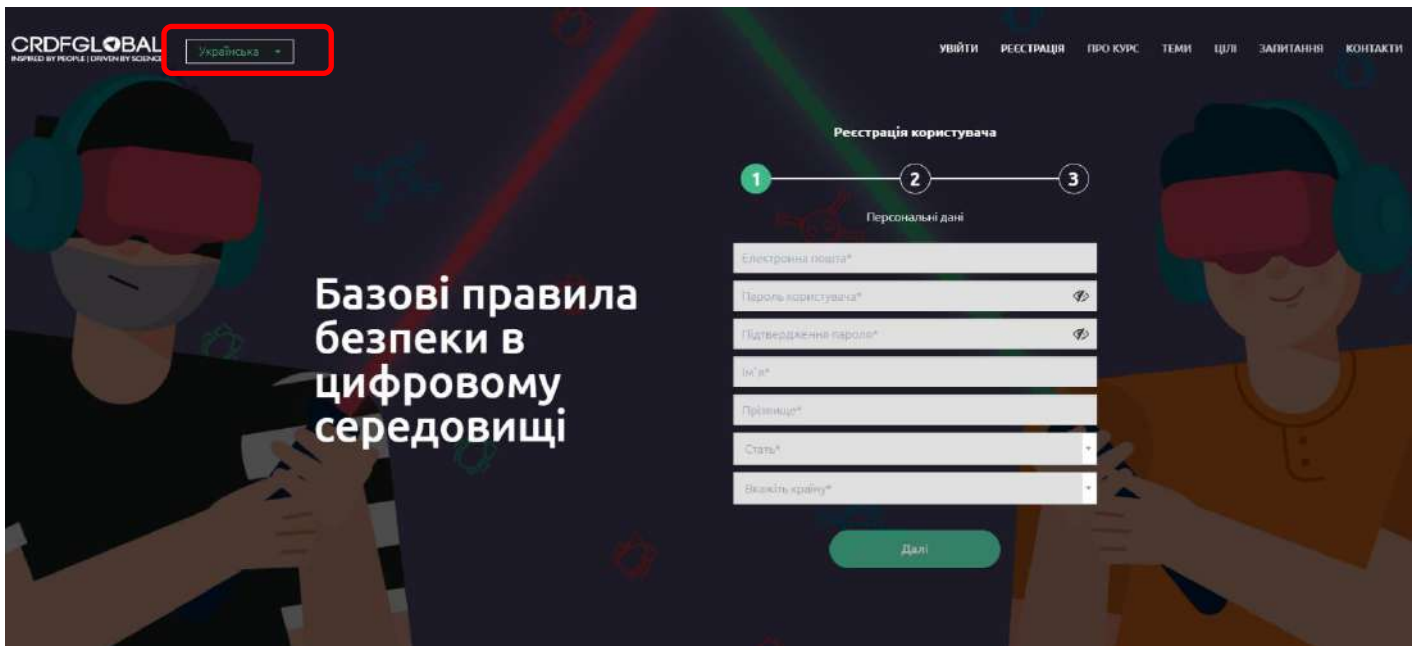 CRDFGLOBAL
INSPIRED BY PEOPLE | DRIVEN BY SCIENCE
Українська
УВІЙТИ РЕЄСТРАЦІЯ ПРО КУРС ТЕМИ ЦІЛІ ЗАПИТАННЯ КОНТАКТИ
Базові правила
безпеки в
цифровому
середовищі
Реєстрація користувача
1 2 3
Персональні дані
Електронна пошта*
Пароль користувача*
Підтвердження пароля*
Ім`я*
Прізвище*
Стать*
Вкажіть країну*
Далі